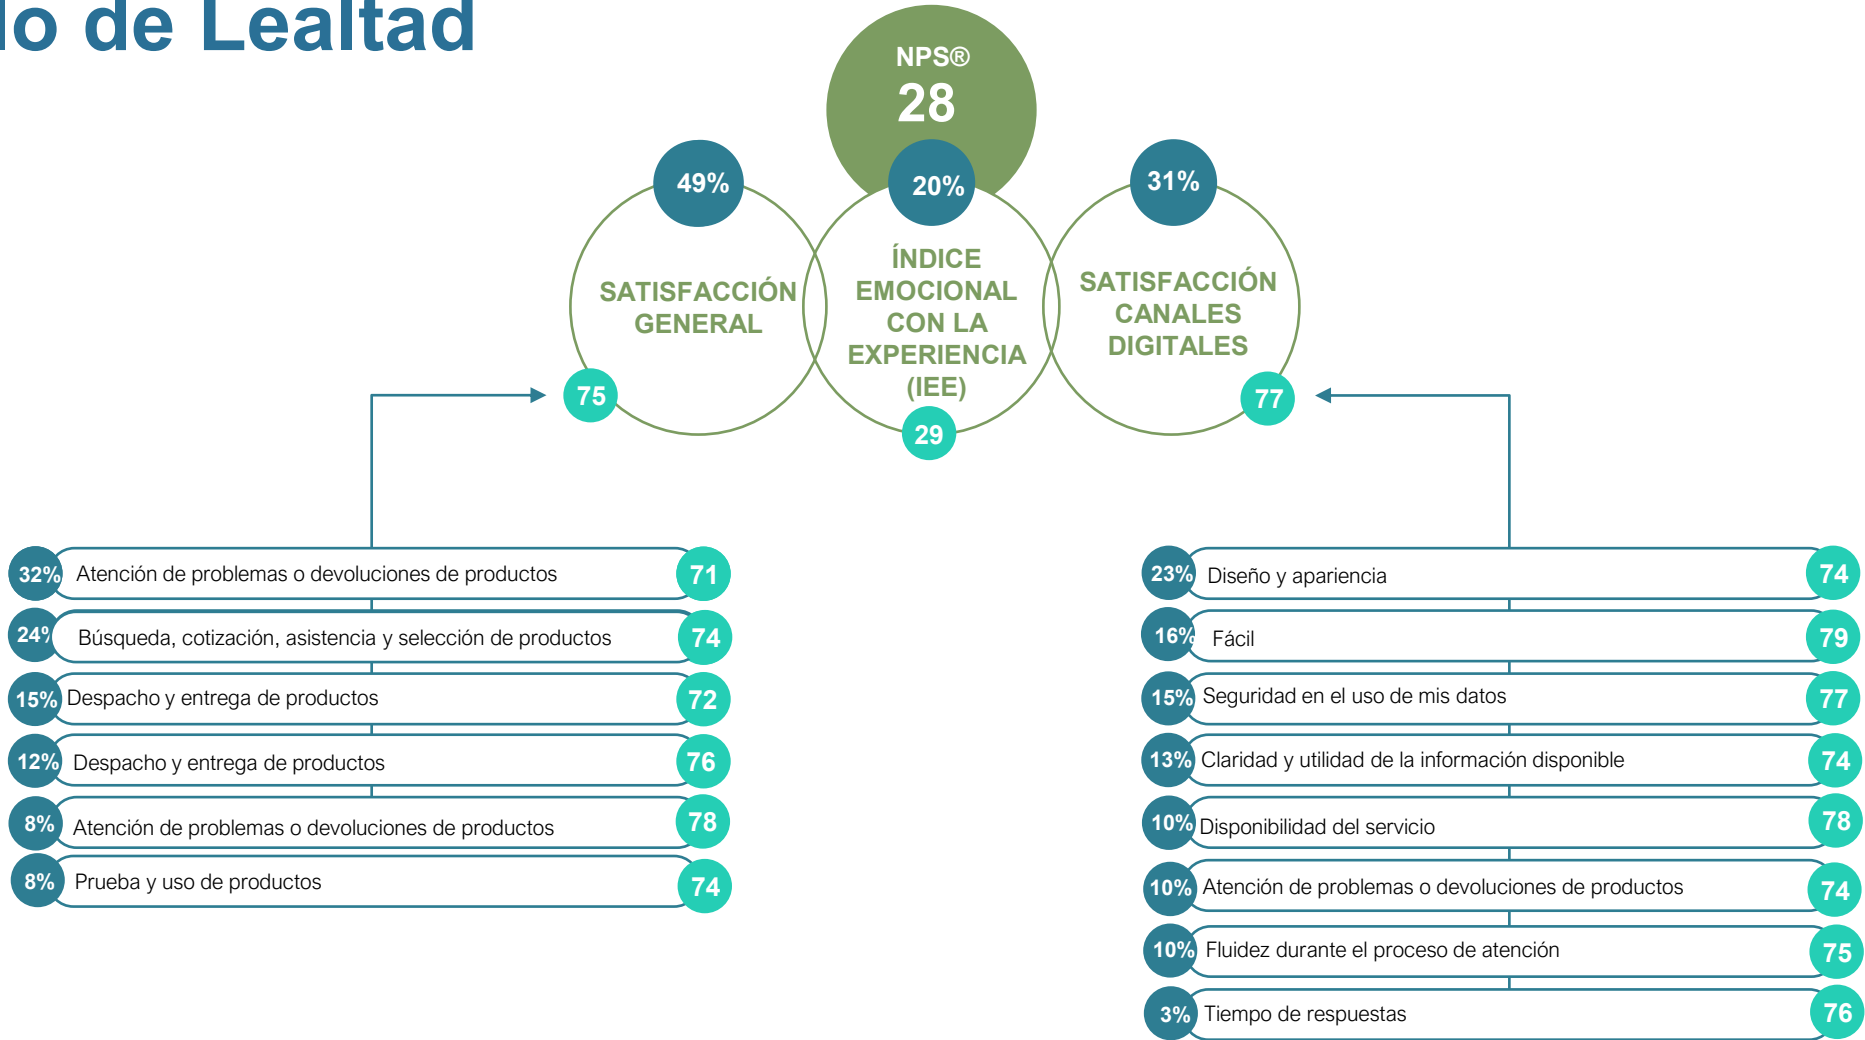 lo de Lealtad
NPS®
28
49%
20%
31%
SATISFACCIÓN
GENERAL
ÍNDICE
EMOCIONAL
CON LA
EXPERIENCIA
(IEE)
SATISFACCIÓN
CANALES
DIGITALES
75
29
77
32% Atención de problemas o devoluciones de productos 71
24% Búsqueda, cotización, asistencia y selección de productos 74
15% Despacho y entrega de productos 72
12% Despacho y entrega de productos 76
8% Atención de problemas o devoluciones de productos 78
8% Prueba y uso de productos 74
23% Diseño y apariencia 74
16% Fácil 79
15% Seguridad en el uso de mis datos 77
13% Claridad y utilidad de la información disponible 74
10% Disponibilidad del servicio 78
10% Atención de problemas o devoluciones de productos 74
10% Fluidez durante el proceso de atención 75
3% Tiempo de respuestas 76